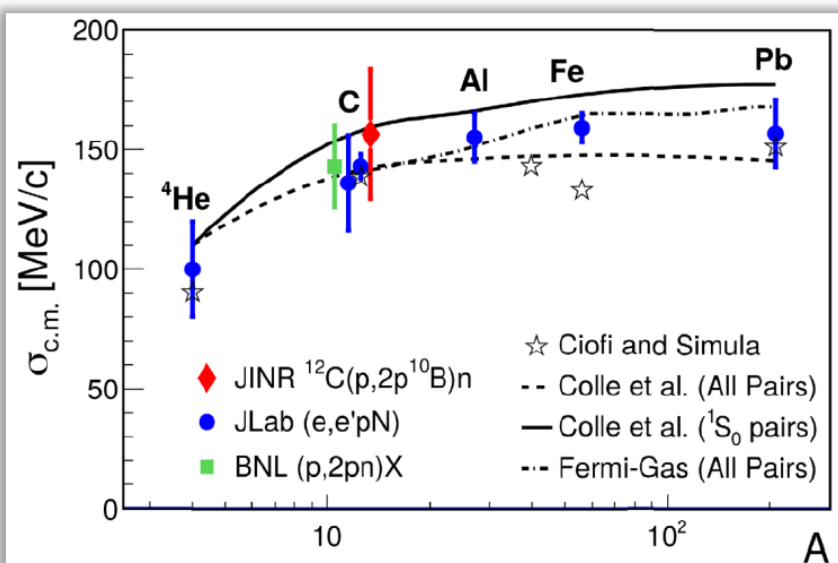 200
150
100
50
0
σc.m. [MeV/c]
⁴He
C
Al
Fe
Pb
JINR ¹²C(p,2p¹⁰B)n
JLab (e,e'pN)
BNL (p,2pn)X
Ciofi and Simula
Colle et al. (All Pairs)
Colle et al. (¹S₀ pairs)
Fermi-Gas (All Pairs)
10
10²
A